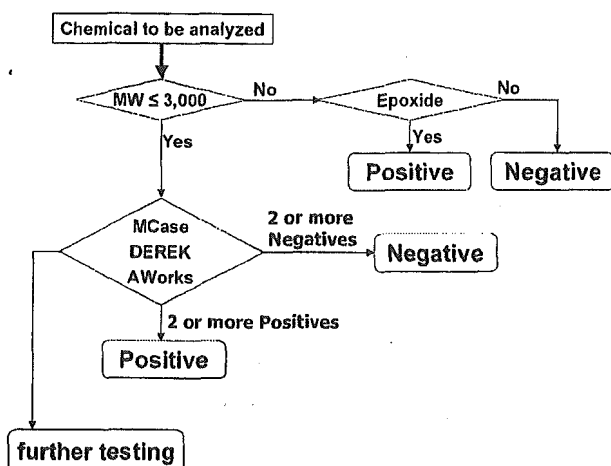 Chemical to be analyzed
MW ≤ 3,000
No
Epoxide
No
Yes
Yes
Positive
Negative
MCase
DEREK
AWorks
2 or more
Negatives
Negative
2 or more Positives
Positive
further testing